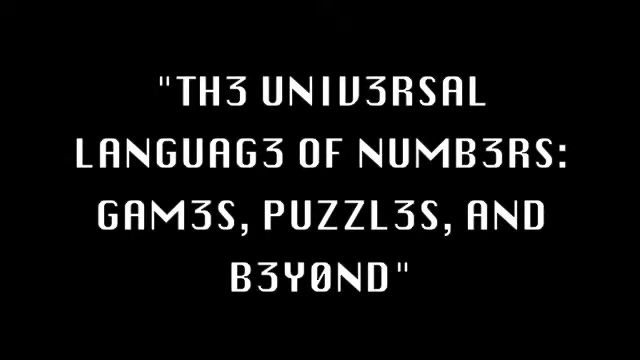 "TH3 UNIV3RSAL
LANGUAG3 OF NUMB3RS:
GAM3S, PUZZL3S, AND
B3Y0ND"